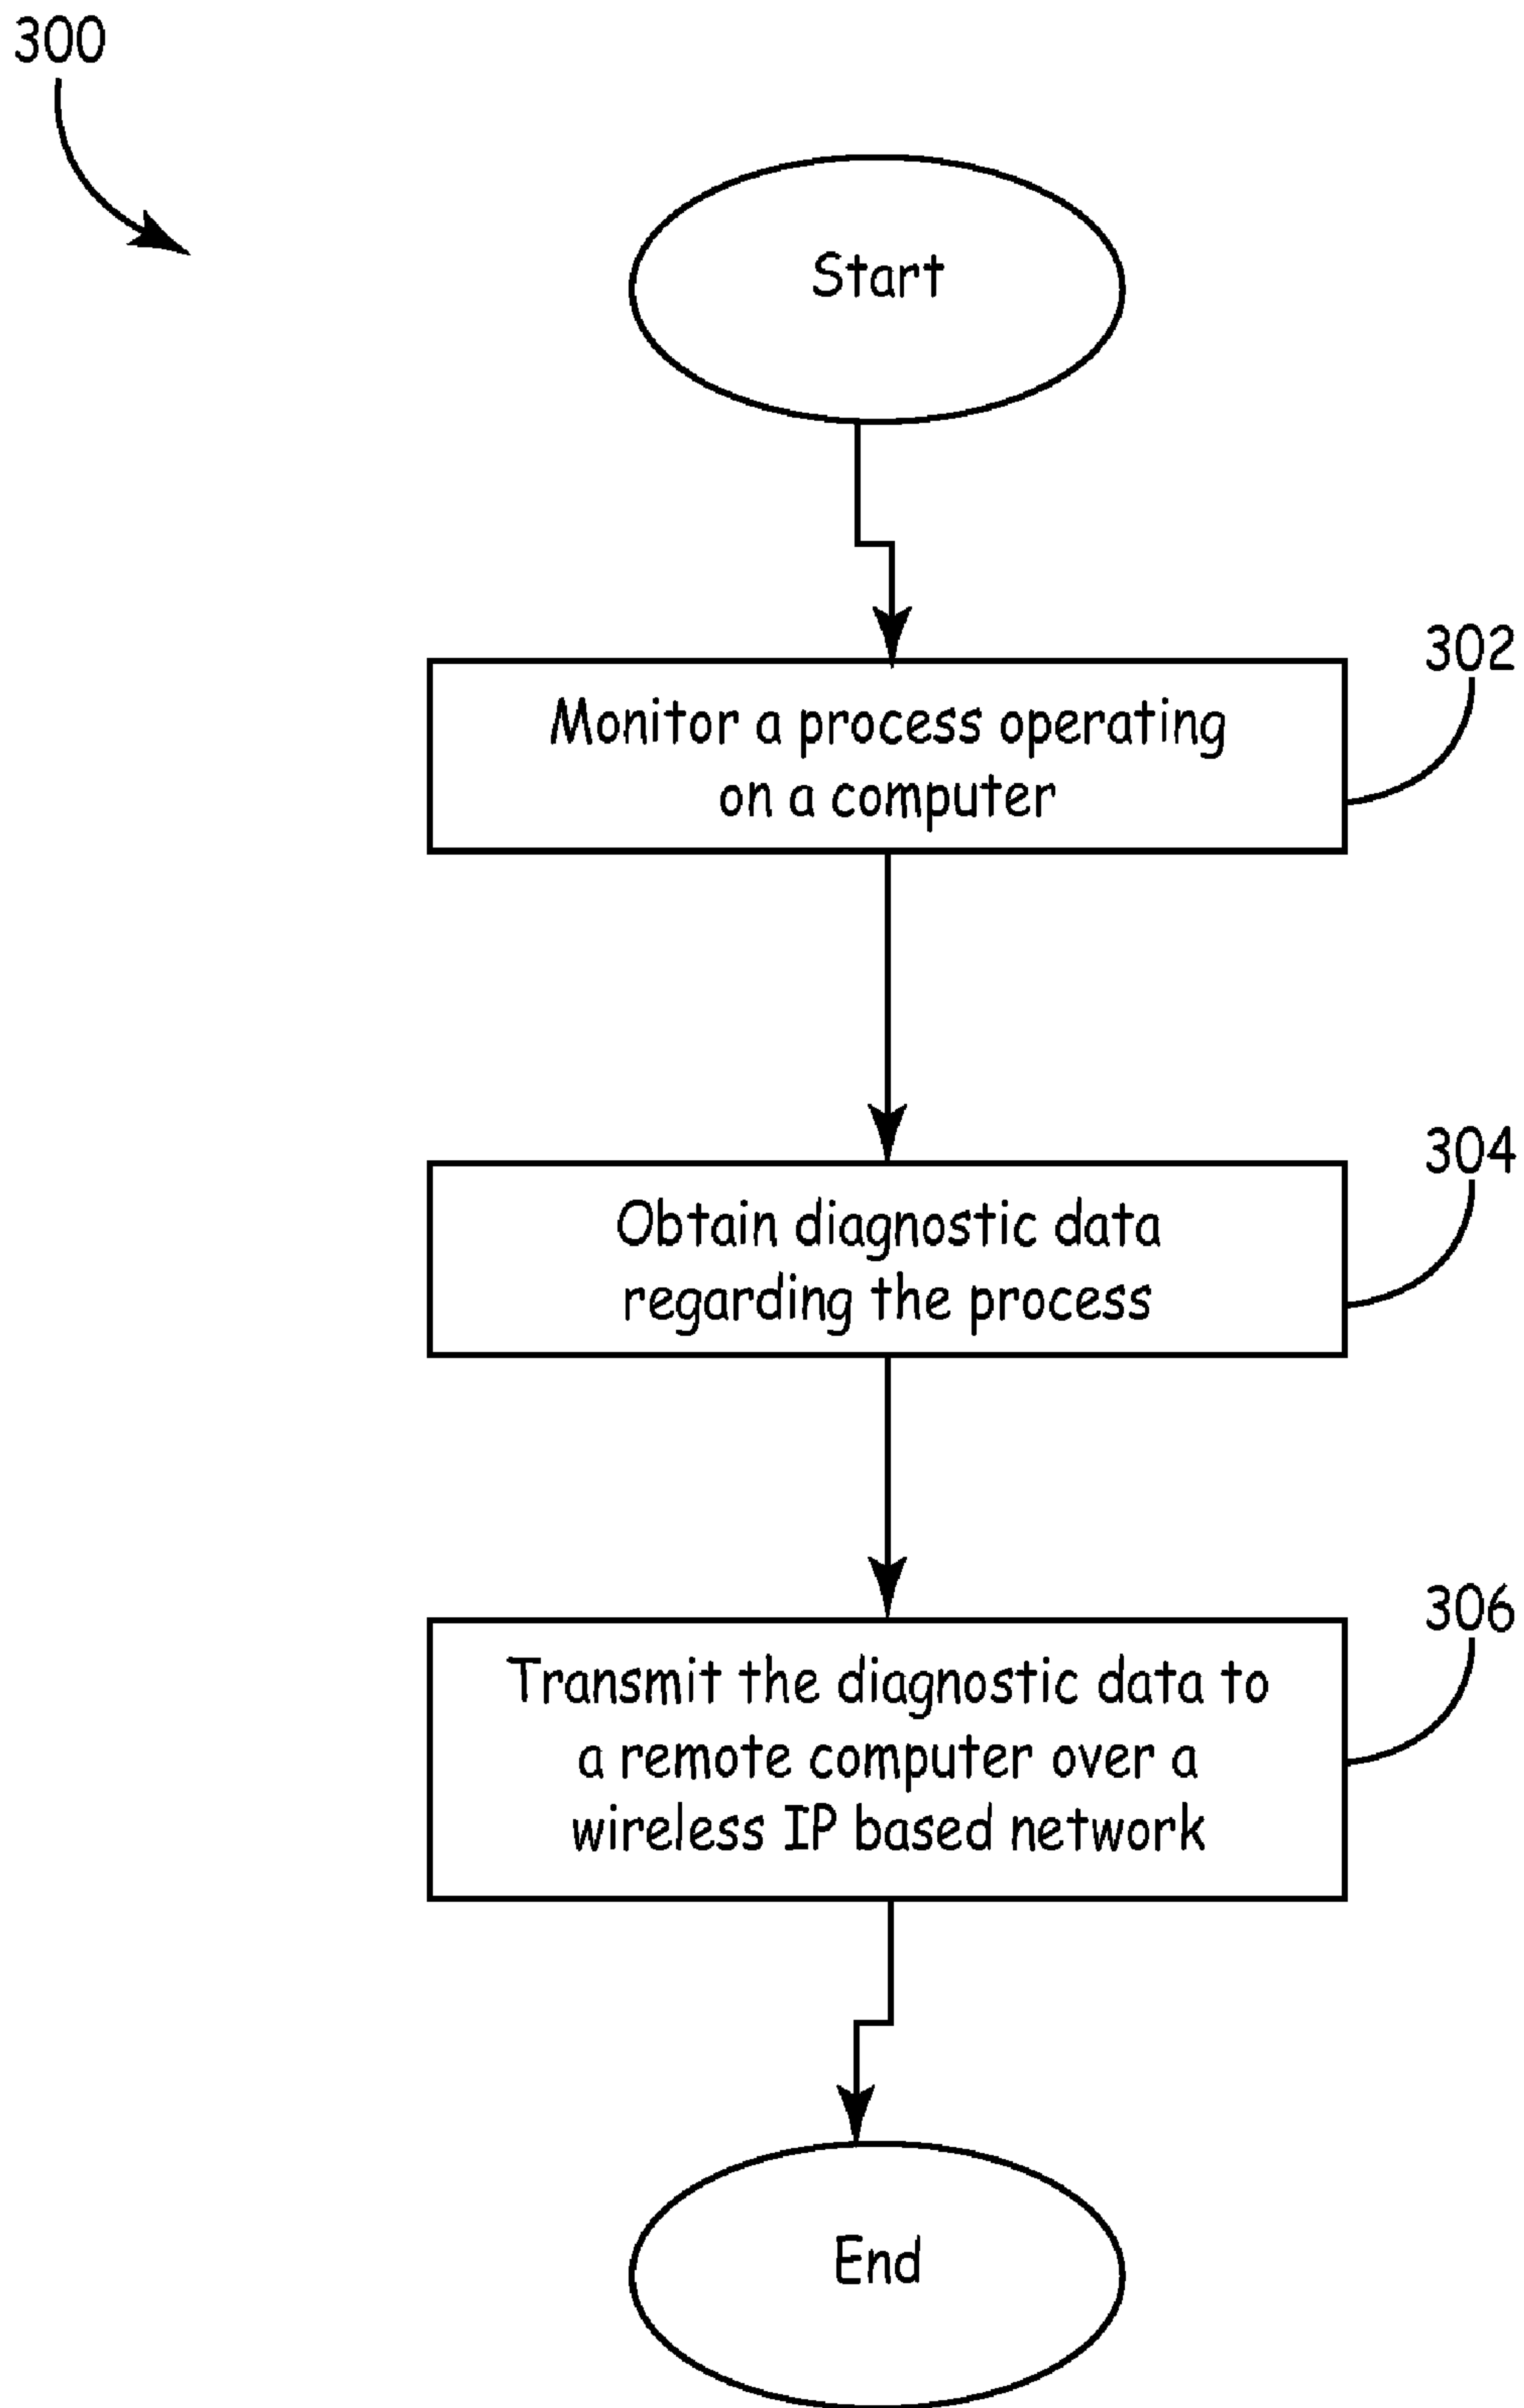 300
Start
302
Monitor a process operating
on a computer
304
Obtain diagnostic data
regarding the process
306
Transmit the diagnostic data to
a remote computer over a
wireless IP based network
End